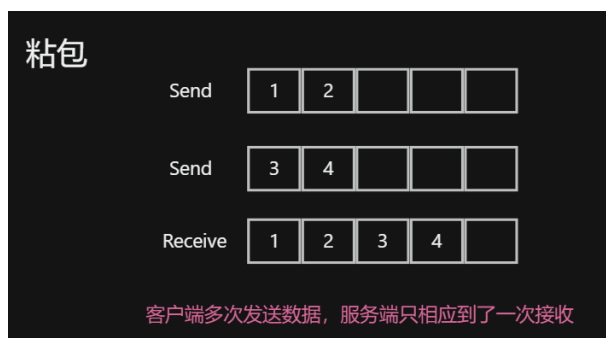 粘包
Send 1 2
Send 3 4
Receive 1 2 3 4
客户端多次发送数据，服务端只相应到了一次接收